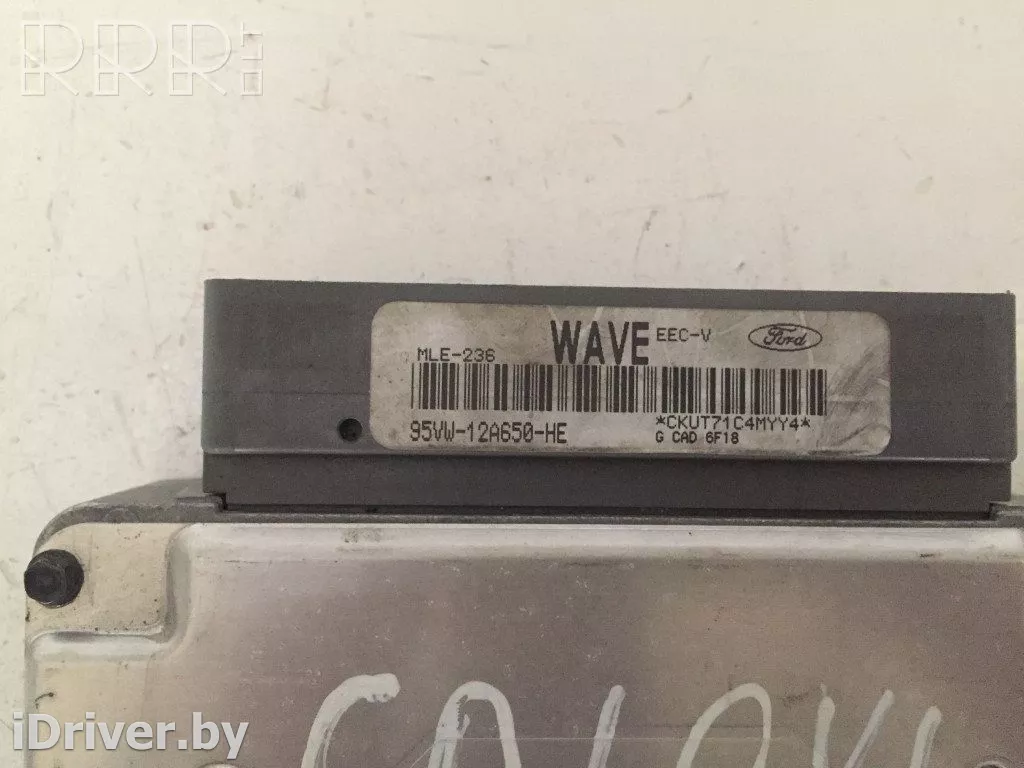 RRR
MLE-236 WAVE EEC-V Ford
95VW-12A650-HE *CKUT71C4MYY4*
G CAD 6F18
iDriver.by